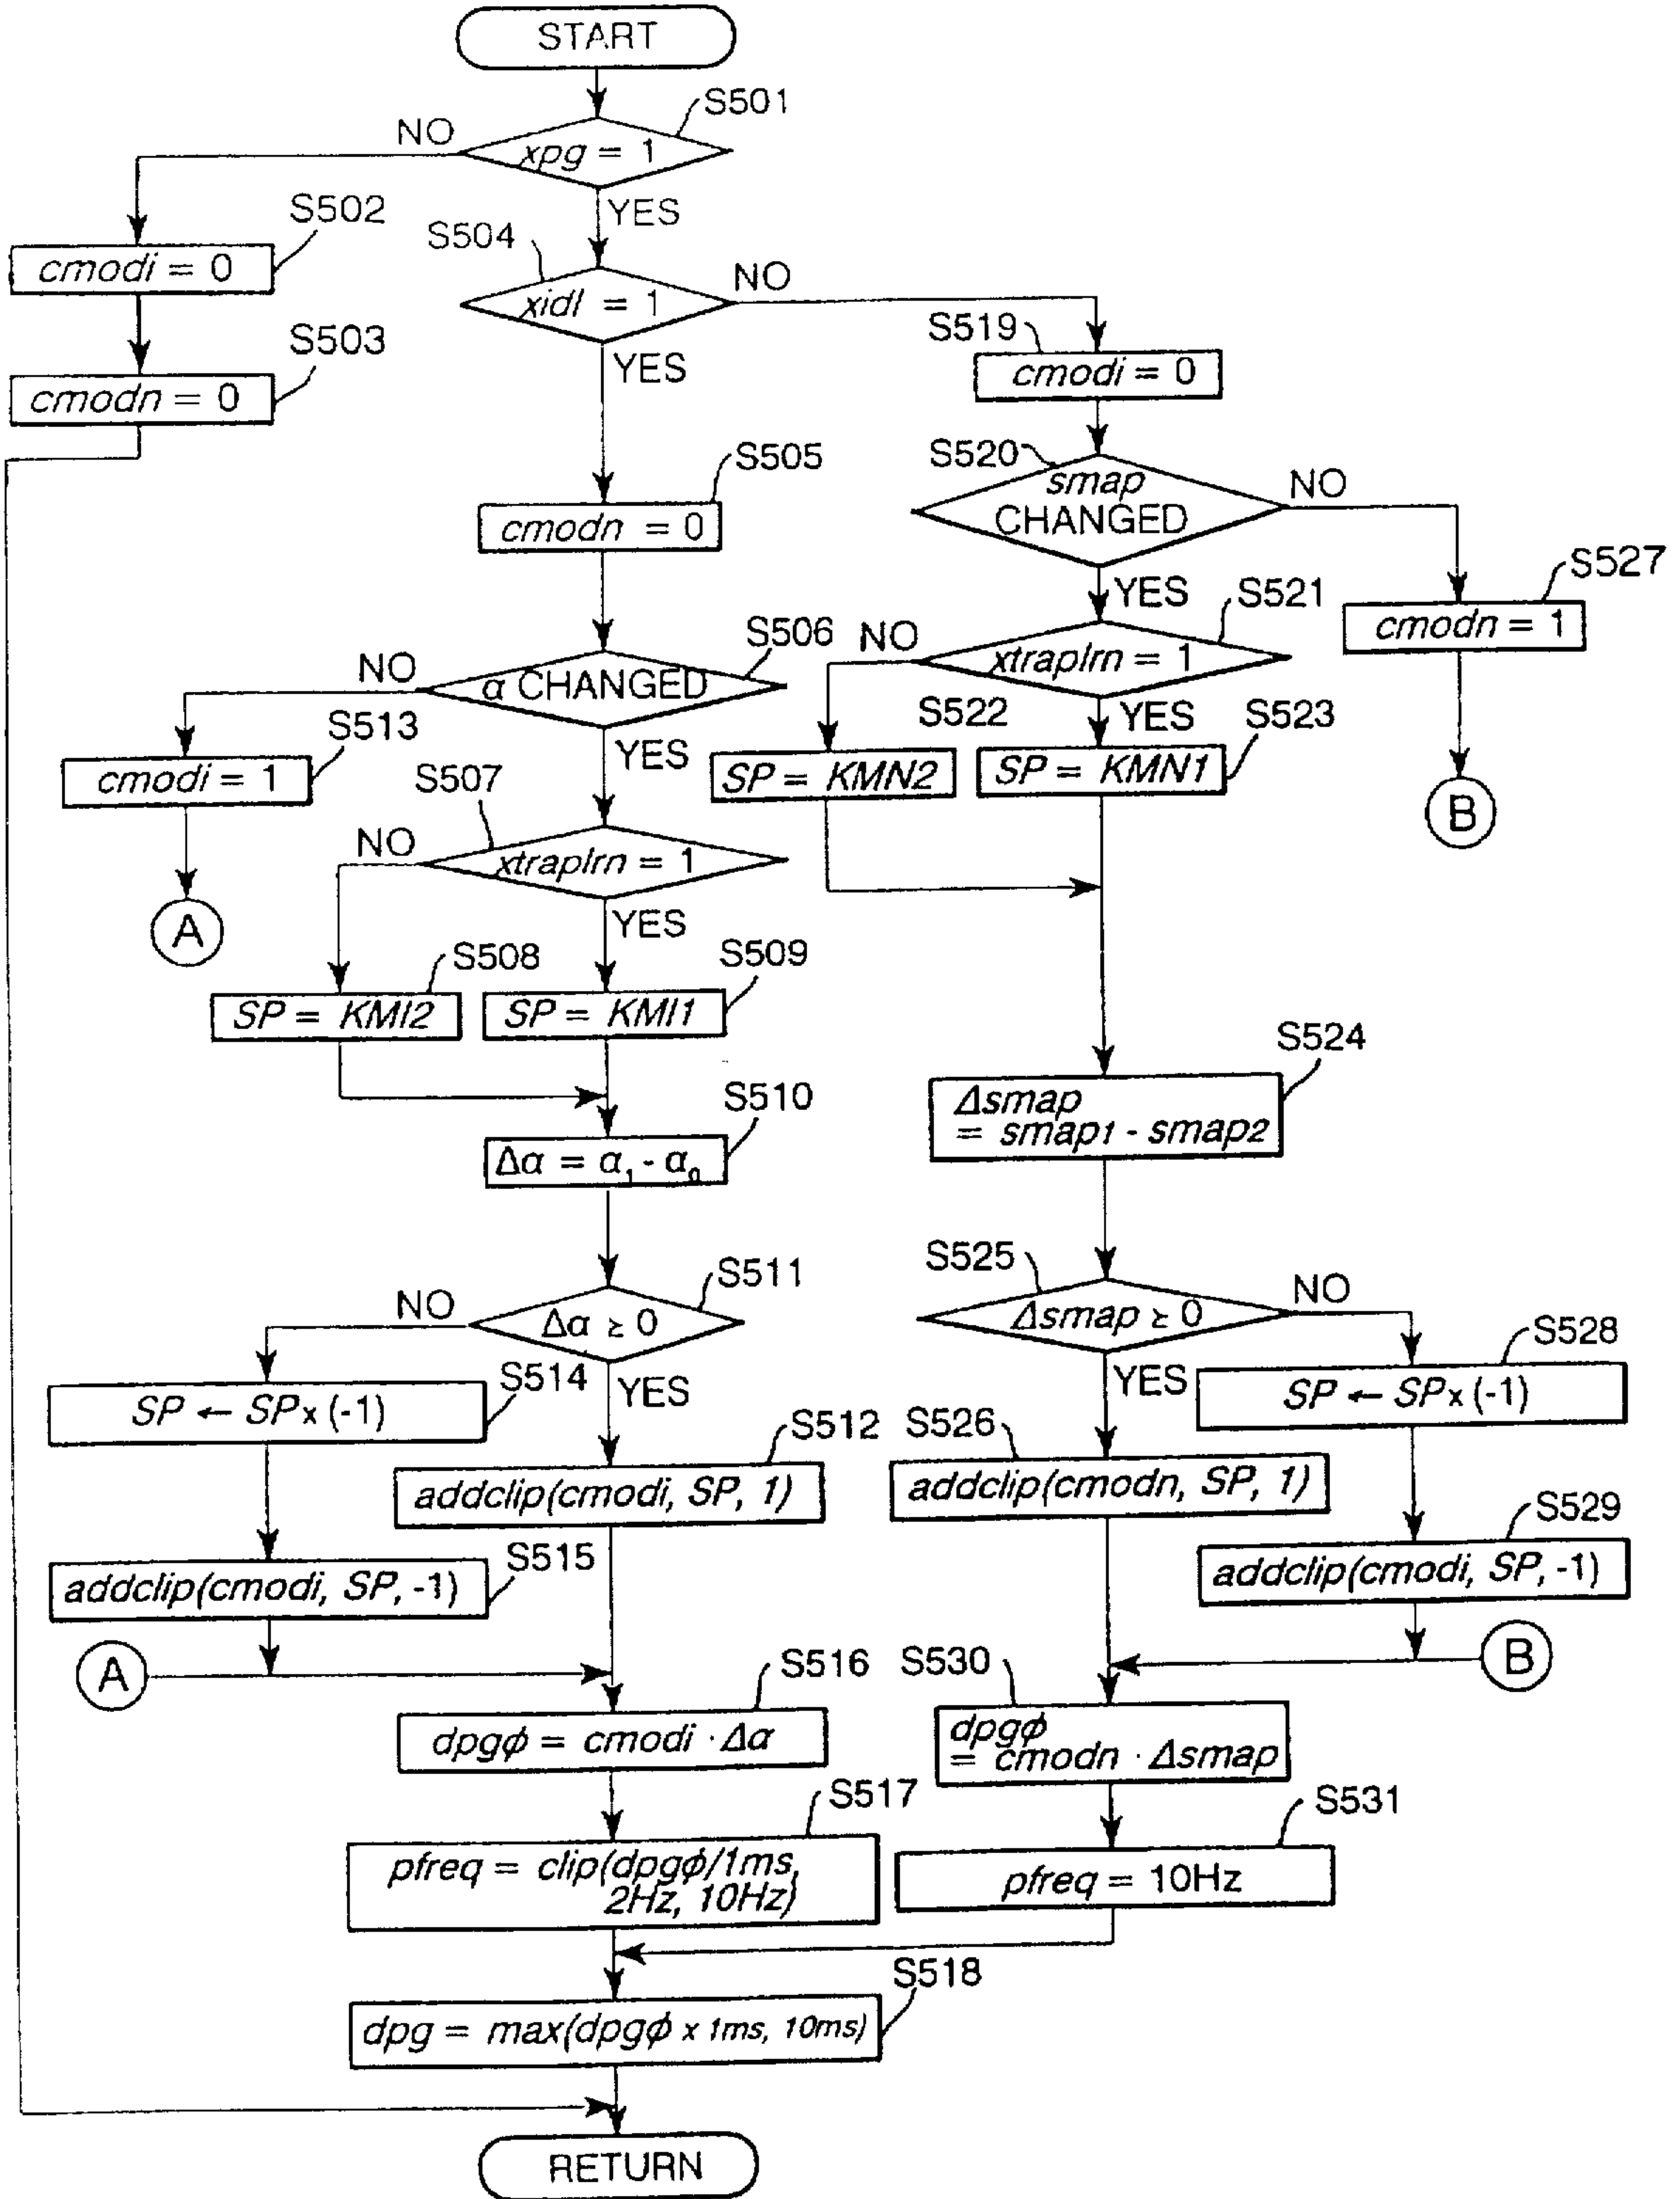 START
S501
NO
xpg = 1
YES
S502
cmodi = 0
S504
NO
xidl = 1
S503
cmodn = 0
YES
S519
cmodi = 0
S505
cmodn = 0
S520
smap
CHANGED
NO
S527
cmodn = 1
B
YES
S521
NO
xtraplrn = 1
S506
NO
α CHANGED
S513
cmodi = 1
A
YES
S522
SP = KMN2
YES
S523
SP = KMN1
S507
NO
xtraplrn = 1
YES
S508
SP = KMI2
S509
SP = KMI1
S510
Δα = α₁ - α₀
S524
Δsmap
= smap1 - smap2
S511
NO
Δα ≥ 0
YES
S525
NO
Δsmap ≥ 0
YES
S528
SP ← SP x (-1)
S514
SP ← SP x (-1)
S512
addclip(cmodi, SP, 1)
S526
addclip(cmodn, SP, 1)
S529
addclip(cmodi, SP, -1)
S515
addclip(cmodi, SP, -1)
A
B
S516
dpgϕ = cmodi · Δα
S530
dpgϕ
= cmodn · Δsmap
S517
pfreq = clip(dpgϕ/1ms,
2Hz, 10Hz)
S531
pfreq = 10Hz
S518
dpg = max(dpgϕ x 1ms, 10ms)
RETURN